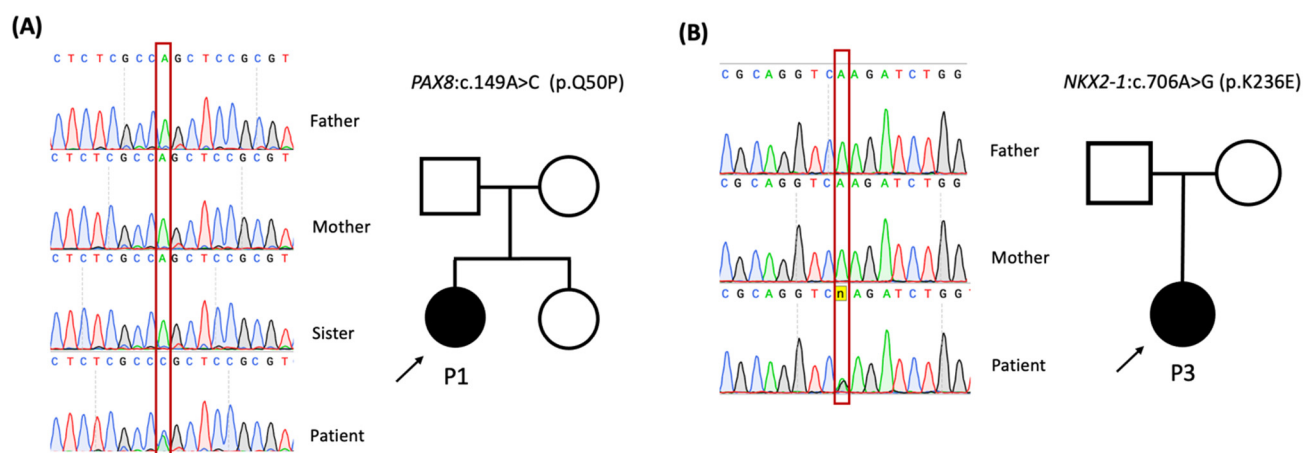 (A)
C T C T C G C C A G C T C C G C G T
Father
C T C T C G C C A G C T C C G C G T
Mother
C T C T C G C C A G C T C C G C G T
Sister
C T C T C G C C C G C T C C G C G T
Patient
PAX8:c.149A>C (p.Q50P)
P1
(B)
C G C A G G T C A A G A T C T G G
Father
C G C A G G T C A A G A T C T G G
Mother
C G C A G G T C n A G A T C T G G
Patient
NKX2-1:c.706A>G (p.K236E)
P3